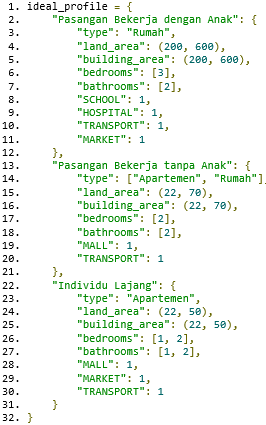 1. ideal_profile = {
2.     "Pasangan Bekerja dengan Anak": {
3.         "type": "Rumah",
4.         "land_area": (200, 600),
5.         "building_area": (200, 600),
6.         "bedrooms": [3],
7.         "bathrooms": [2],
8.         "SCHOOL": 1,
9.         "HOSPITAL": 1,
10.         "TRANSPORT": 1,
11.         "MARKET": 1
12.     },
13.     "Pasangan Bekerja tanpa Anak": {
14.         "type": ["Apartemen", "Rumah"],
15.         "land_area": (22, 70),
16.         "building_area": (22, 70),
17.         "bedrooms": [2],
18.         "bathrooms": [2],
19.         "MALL": 1,
20.         "TRANSPORT": 1
21.     },
22.     "Individu Lajang": {
23.         "type": "Apartemen",
24.         "land_area": (22, 50),
25.         "building_area": (22, 50),
26.         "bedrooms": [1, 2],
27.         "bathrooms": [1, 2],
28.         "MALL": 1,
29.         "MARKET": 1,
30.         "TRANSPORT": 1
31.     }
32. }